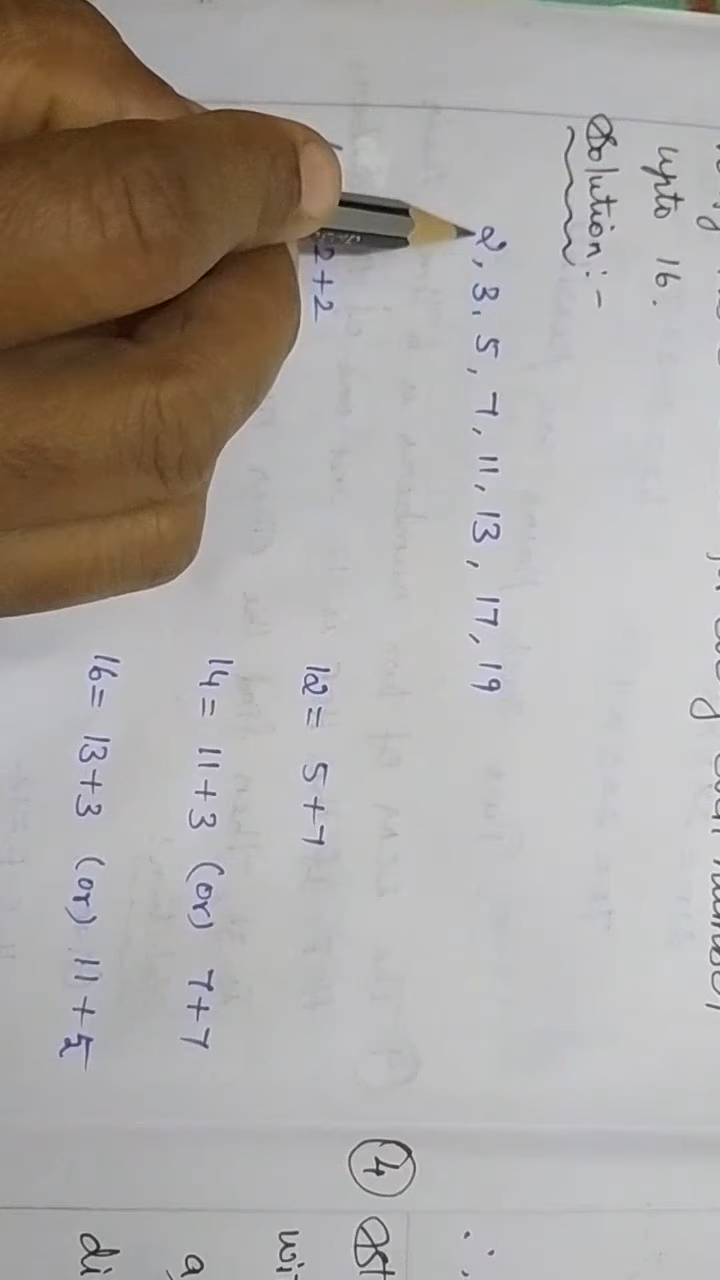 upto 16.
Solution:-
2, 3, 5, 7, 11, 13, 17, 19
2+2
12 = 5+7
14 = 11+3 (or) 7+7
16 = 13+3 (or) 11+5
4